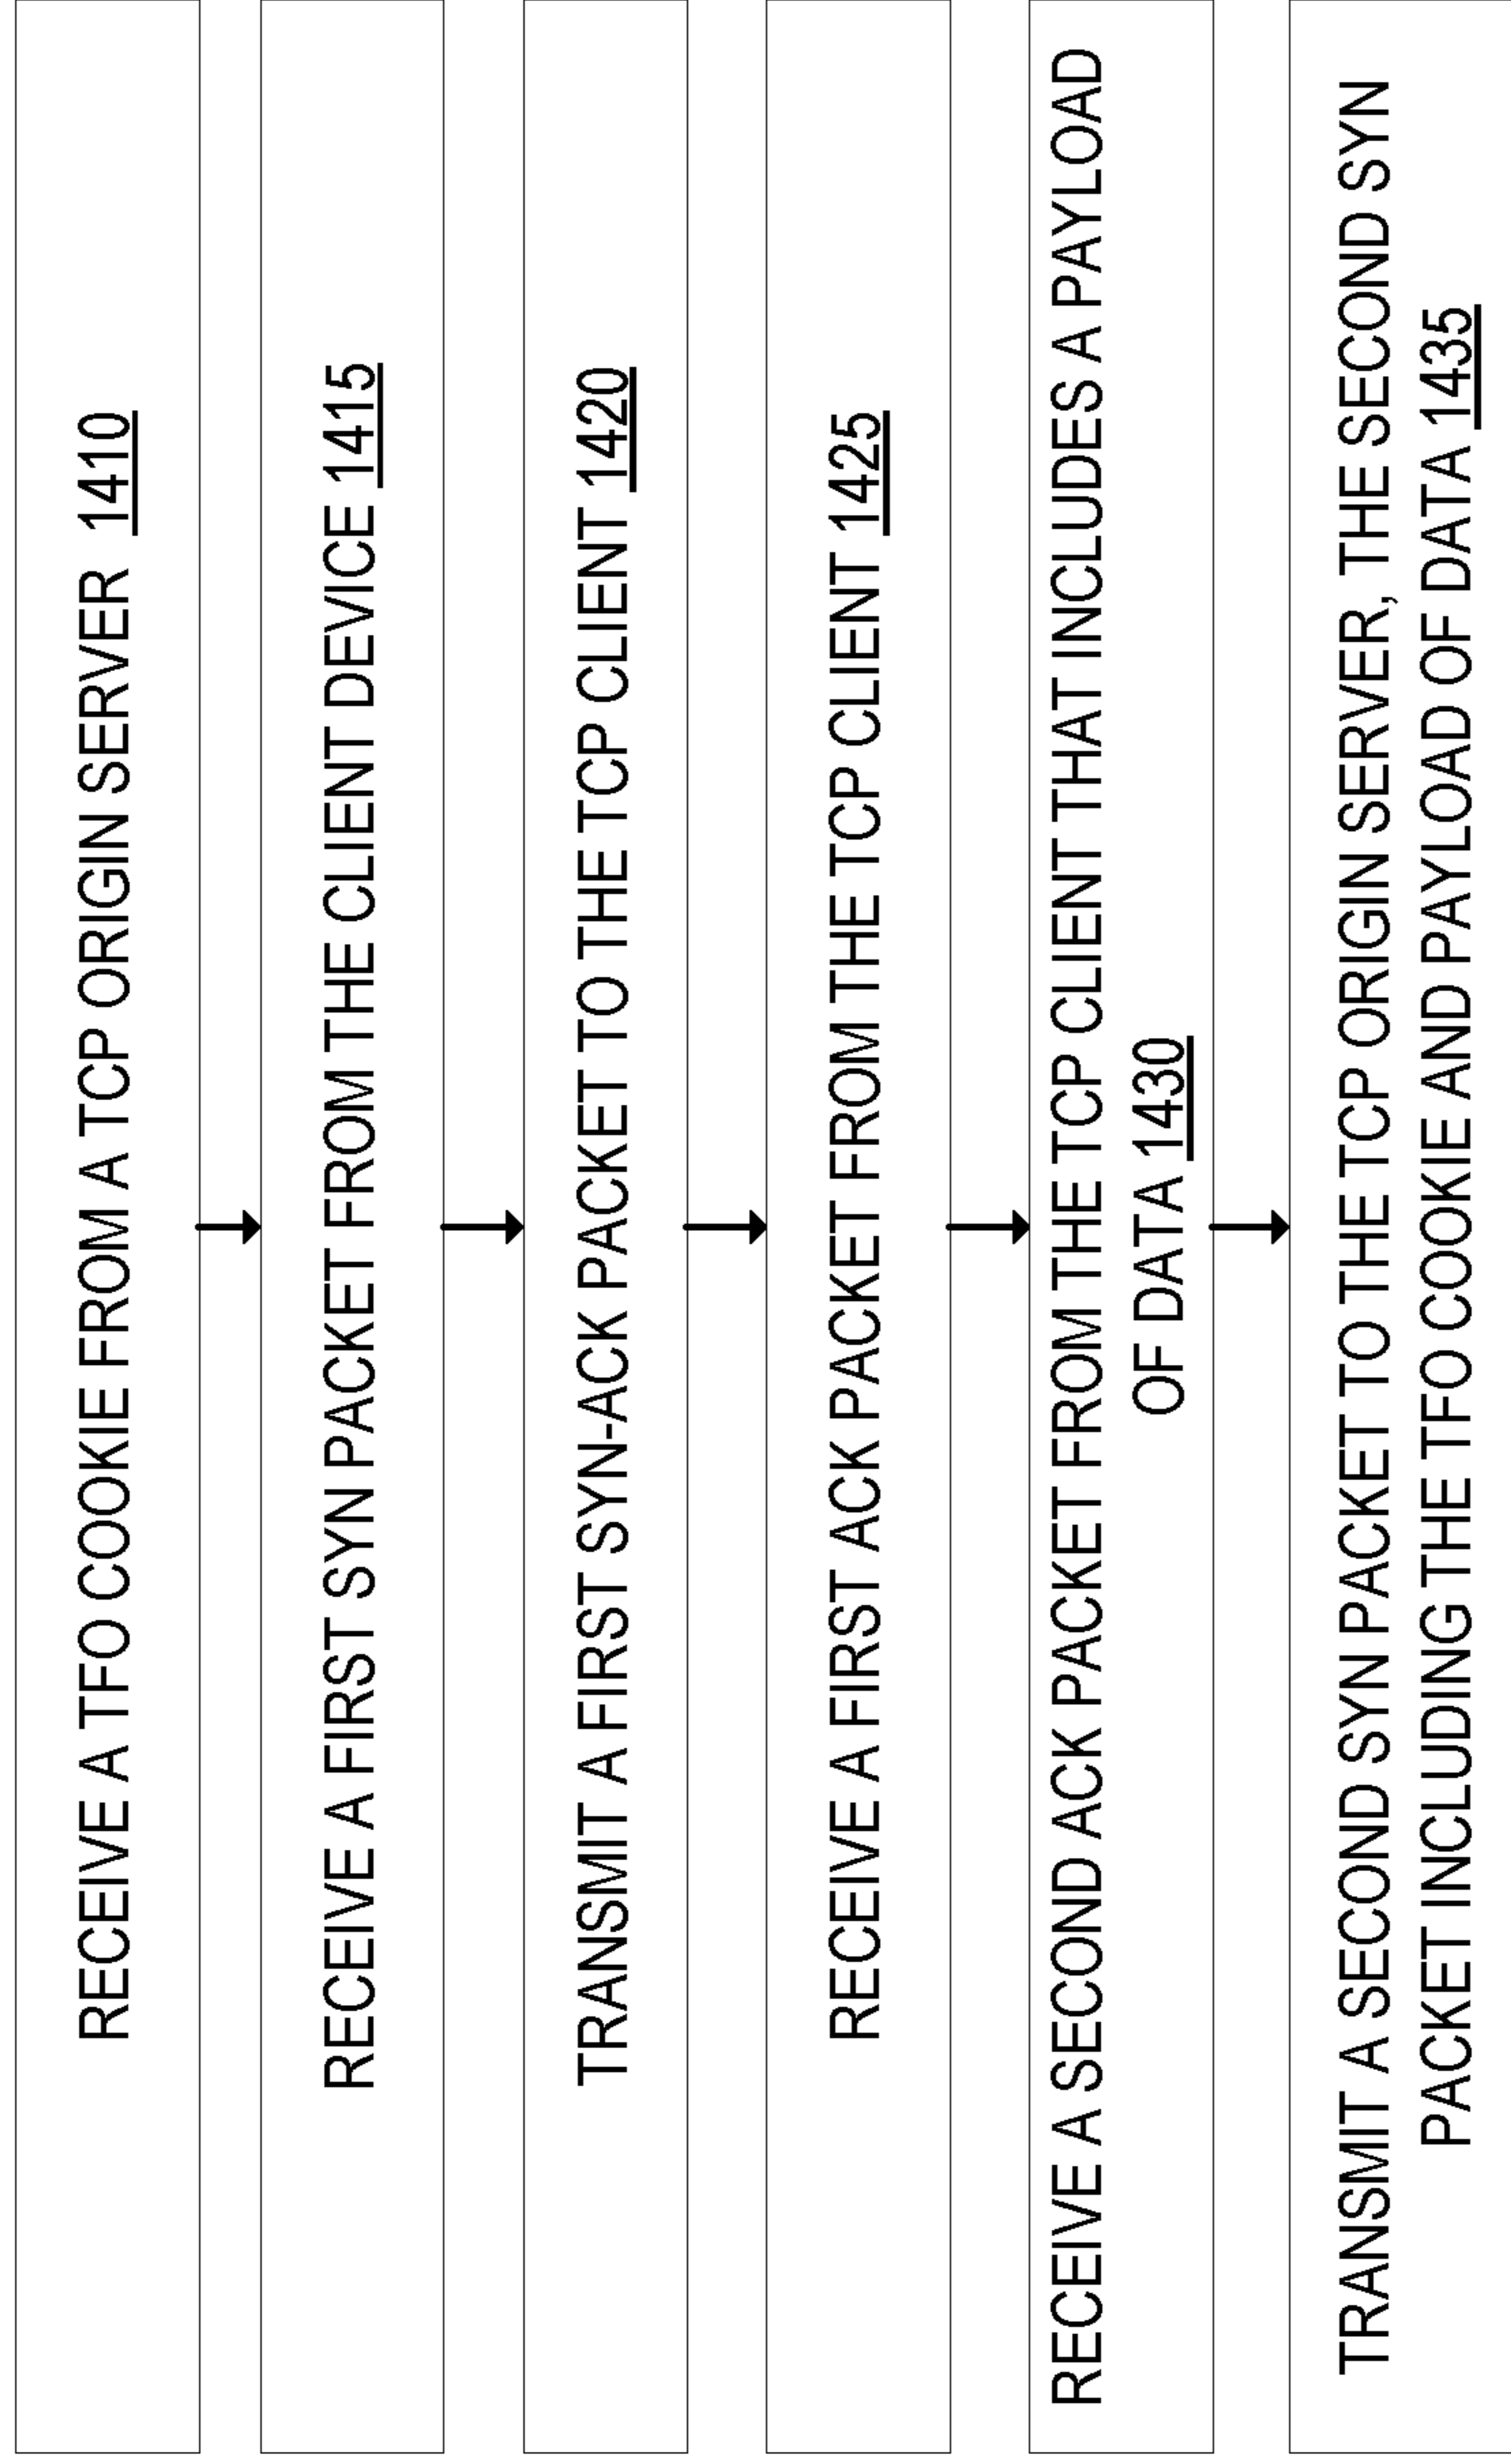 RECEIVE A TFO COOKIE FROM A TCP ORIGIN SERVER 1410
RECEIVE A FIRST SYN PACKET FROM THE CLIENT DEVICE 1415
TRANSMIT A FIRST SYN-ACK PACKET TO THE TCP CLIENT 1420
RECEIVE A FIRST ACK PACKET FROM THE TCP CLIENT 1425
RECEIVE A SECOND ACK PACKET FROM THE TCP CLIENT THAT INCLUDES A PAYLOAD
OF DATA 1430
TRANSMIT A SECOND SYN PACKET TO THE TCP ORIGIN SERVER, THE SECOND SYN
PACKET INCLUDING THE TFO COOKIE AND PAYLOAD OF DATA 1435